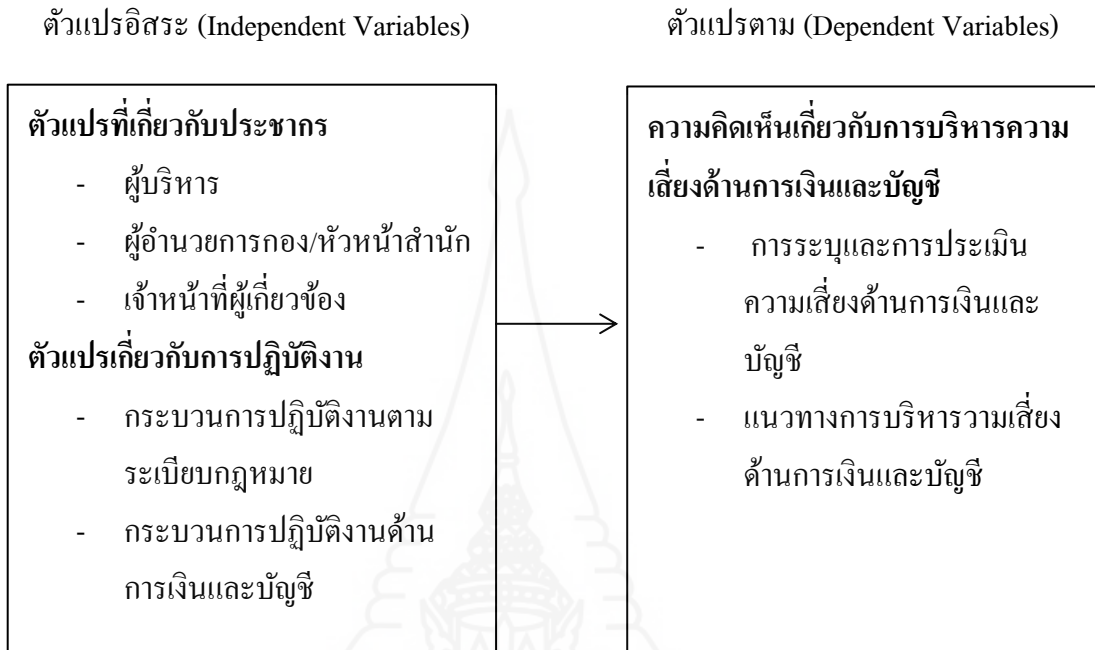 ตัวแปรอิสระ (Independent Variables)
ตัวแปรที่เกี่ยวกับประชากร
- ผู้บริหาร
- ผู้อำนวยการกอง/หัวหน้าสำนัก
- เจ้าหน้าที่ผู้เกี่ยวข้อง
ตัวแปรเกี่ยวกับการปฏิบัติงาน
- กระบวนการปฏิบัติงานตาม
ระเบียบกฎหมาย
- กระบวนการปฏิบัติงานด้าน
การเงินและบัญชี
ตัวแปรตาม (Dependent Variables)
ความคิดเห็นเกี่ยวกับการบริหารความ
เสี่ยงด้านการเงินและบัญชี
- การระบุและการประเมิน
ความเสี่ยงด้านการเงินและ
บัญชี
- แนวทางการบริหารวามเสี่ยง
ด้านการเงินและบัญชี